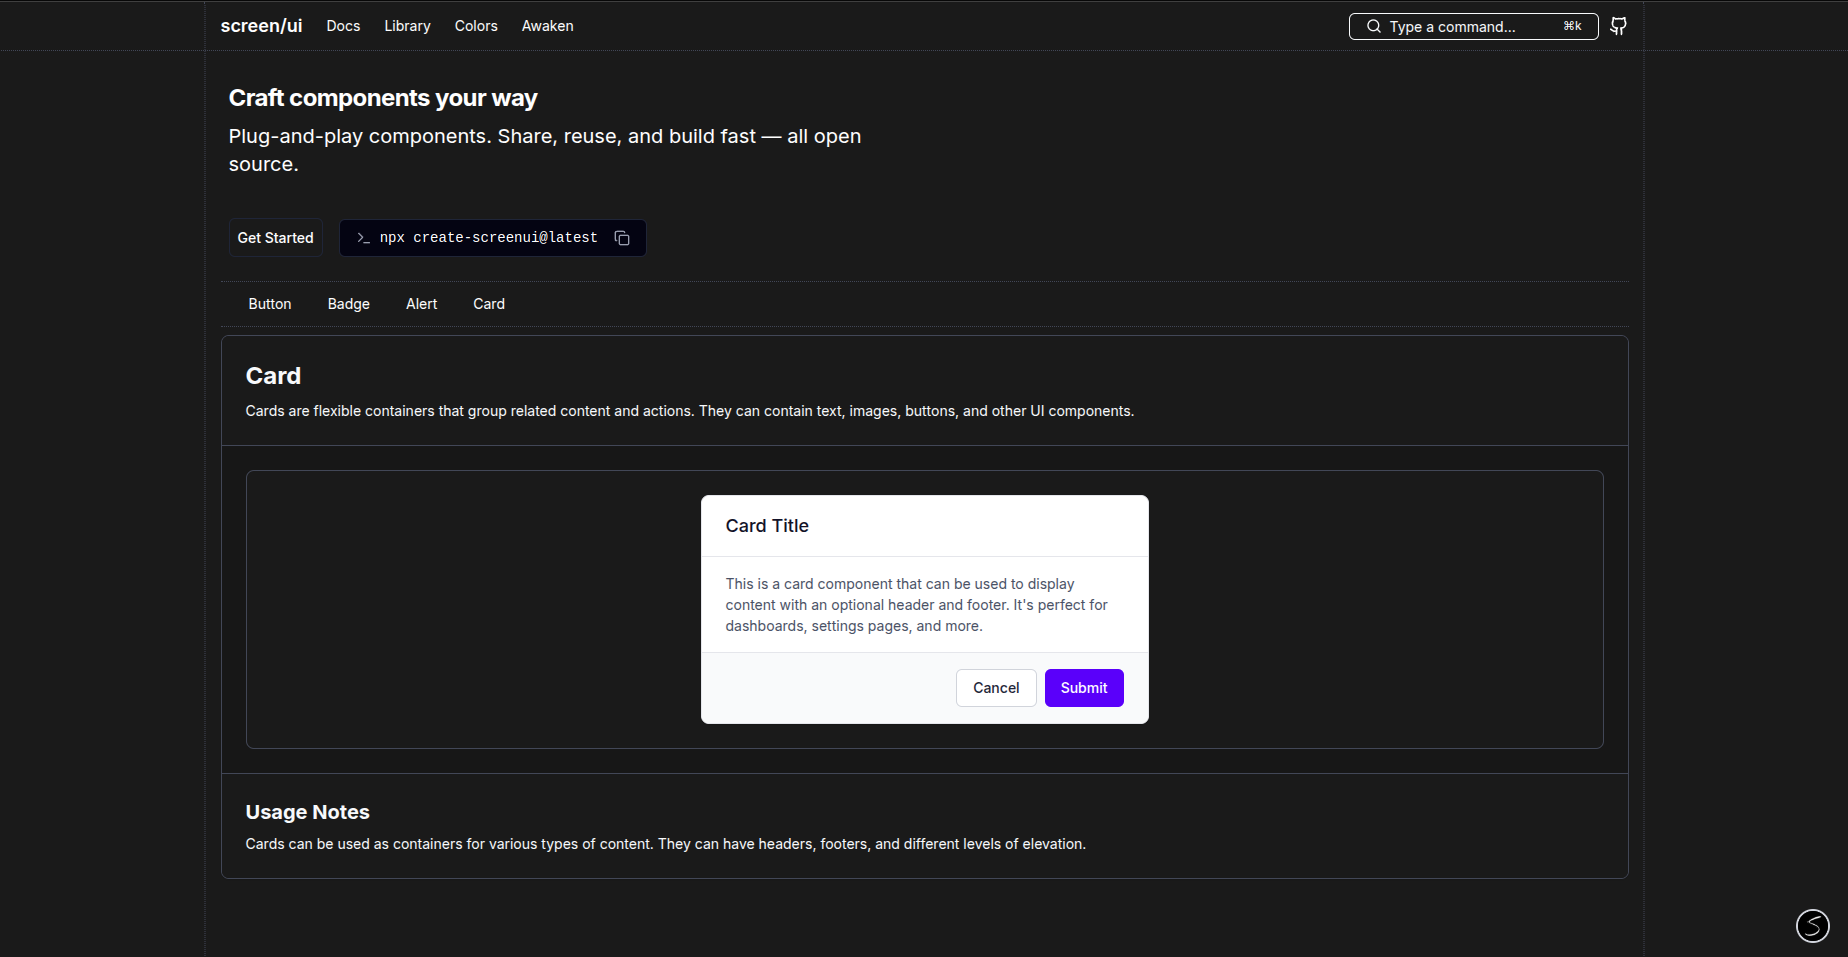 screen/ui Docs Library Colors Awaken Type a command... ⌘k
Craft components your way
Plug-and-play components. Share, reuse, and build fast — all open
source.
Get Started >_ npx create-screenui@latest
Button Badge Alert Card
Card
Cards are flexible containers that group related content and actions. They can contain text, images, buttons, and other UI components.
Card Title
This is a card component that can be used to display
content with an optional header and footer. It's perfect for
dashboards, settings pages, and more.
Cancel Submit
Usage Notes
Cards can be used as containers for various types of content. They can have headers, footers, and different levels of elevation.
S